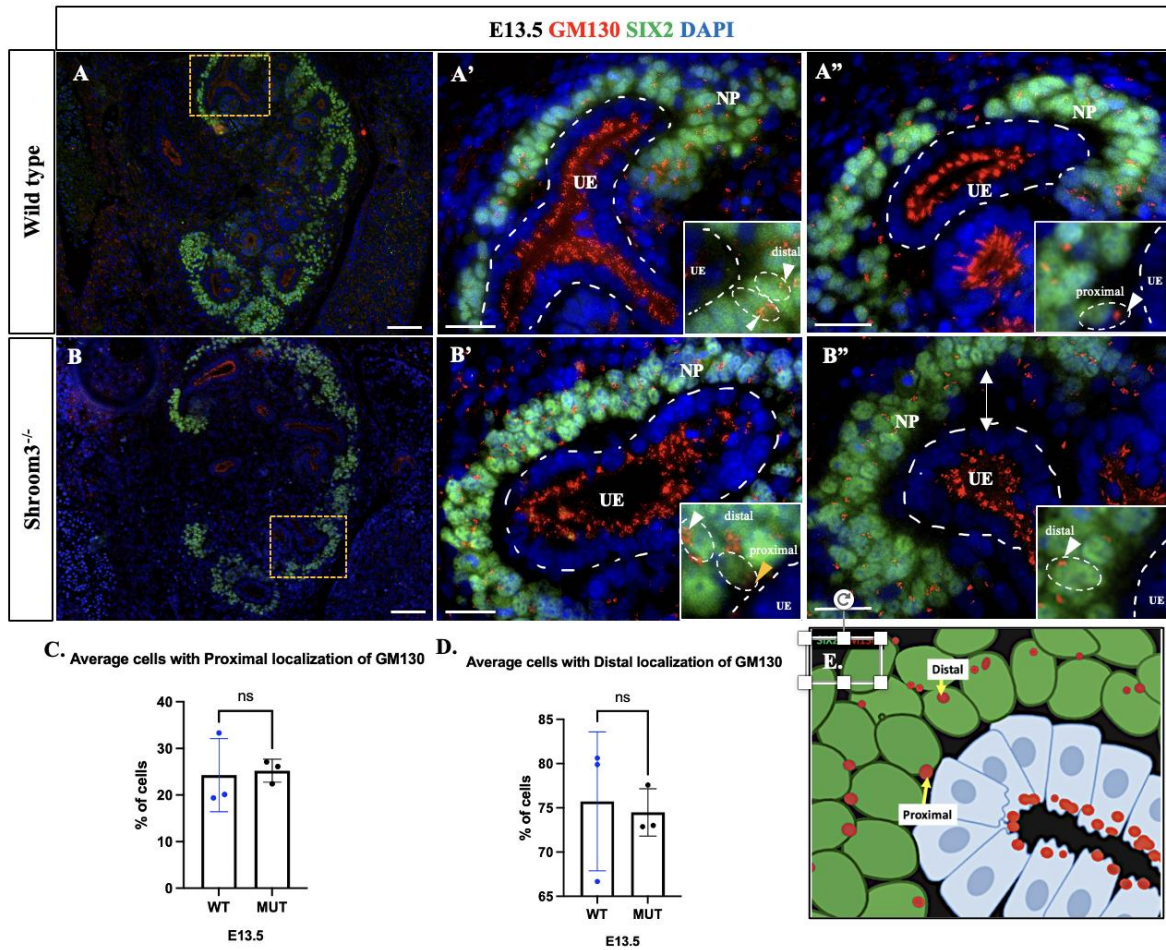 E13.5 GM130 SIX2 DAPI
Wild type
A
A’
NP
UE
UE
distal
A”
NP
UE
proximal
UE
Shroom3-/-
B
B’
NP
UE
distal
proximal
UE
B”
NP
UE
distal
UE
C.
Average cells with Proximal localization of GM130
ns
% of cells
40
30
20
10
0
WT
MUT
E13.5
D.
Average cells with Distal localization of GM130
ns
% of cells
85
80
75
70
65
WT
MUT
E13.5
SIX2
E.
Distal
Proximal